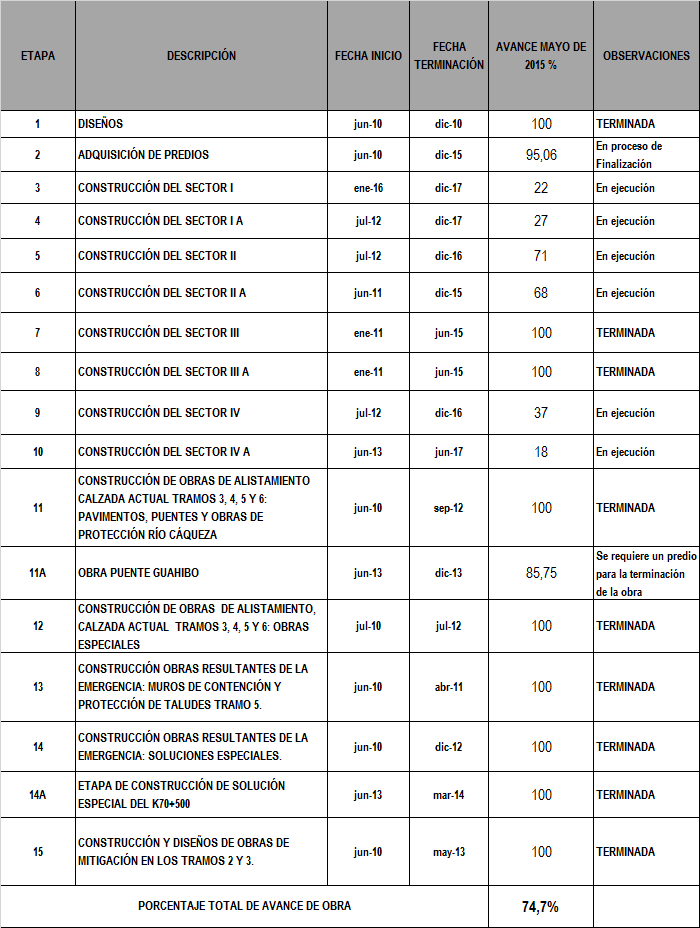 ETAPA
DESCRIPCIÓN
FECHA INICIO
FECHA
TERMINACIÓN
AVANCE MAYO DE
2015 %
OBSERVACIONES
1 DISEÑOS jun-10 dic-10 100 TERMINADA
2 ADQUISICIÓN DE PREDIOS jun-10 dic-15 95,06 En proceso de
Finalización
3 CONSTRUCCIÓN DEL SECTOR I ene-16 dic-17 22 En ejecución
4 CONSTRUCCIÓN DEL SECTOR I A jul-12 dic-17 27 En ejecución
5 CONSTRUCCIÓN DEL SECTOR II jul-12 dic-16 71 En ejecución
6 CONSTRUCCIÓN DEL SECTOR II A jun-11 dic-15 68 En ejecución
7 CONSTRUCCIÓN DEL SECTOR III ene-11 jun-15 100 TERMINADA
8 CONSTRUCCIÓN DEL SECTOR III A ene-11 jun-15 100 TERMINADA
9 CONSTRUCCIÓN DEL SECTOR IV jul-12 dic-16 37 En ejecución
10 CONSTRUCCIÓN DEL SECTOR IV A jun-13 jun-17 18 En ejecución
11
CONSTRUCCIÓN DE OBRAS DE ALISTAMIENTO
CALZADA ACTUAL TRAMOS 3, 4, 5 Y 6:
PAVIMENTOS, PUENTES Y OBRAS DE
PROTECCIÓN RÍO CÁQUEZA
jun-10 sep-12 100 TERMINADA
11A OBRA PUENTE GUAHIBO jun-13 dic-13 85,75
Se requiere un predio
para la terminación
de la obra
12
CONSTRUCCIÓN DE OBRAS DE ALISTAMIENTO,
CALZADA ACTUAL TRAMOS 3, 4, 5 Y 6: OBRAS
ESPECIALES
jul-10 jul-12 100 TERMINADA
13
CONSTRUCCIÓN OBRAS RESULTANTES DE LA
EMERGENCIA: MUROS DE CONTENCIÓN Y
PROTECCIÓN DE TALUDES TRAMO 5.
jun-10 abr-11 100 TERMINADA
14
CONSTRUCCIÓN OBRAS RESULTANTES DE LA
EMERGENCIA: SOLUCIONES ESPECIALES.
jun-10 dic-12 100 TERMINADA
14A
ETAPA DE CONSTRUCCIÓN DE SOLUCIÓN
ESPECIAL DEL K70+500
jun-13 mar-14 100 TERMINADA
15
CONSTRUCCIÓN Y DISEÑOS DE OBRAS DE
MITIGACIÓN EN LOS TRAMOS 2 Y 3.
jun-10 may-13 100 TERMINADA
PORCENTAJE TOTAL DE AVANCE DE OBRA 74,7%